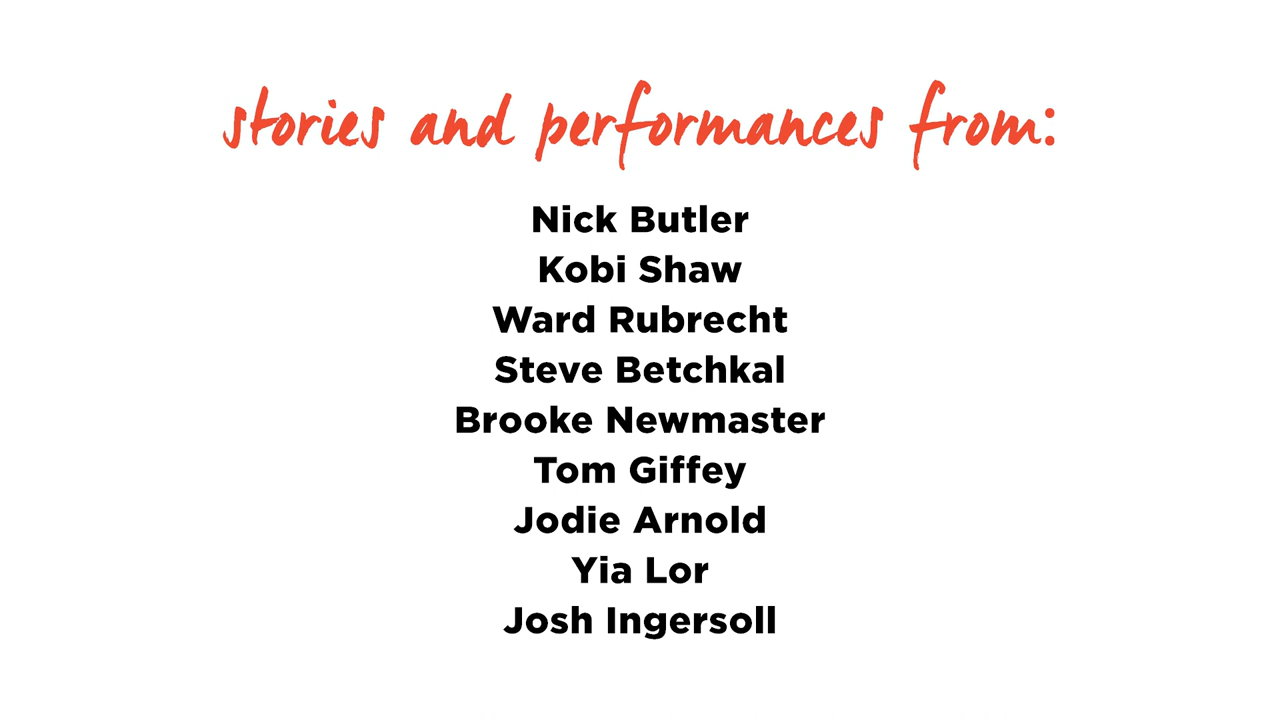 stories and performances from:
Nick Butler
Kobi Shaw
Ward Rubrecht
Steve Betchkal
Brooke Newmaster
Tom Giffey
Jodie Arnold
Yia Lor
Josh Ingersoll